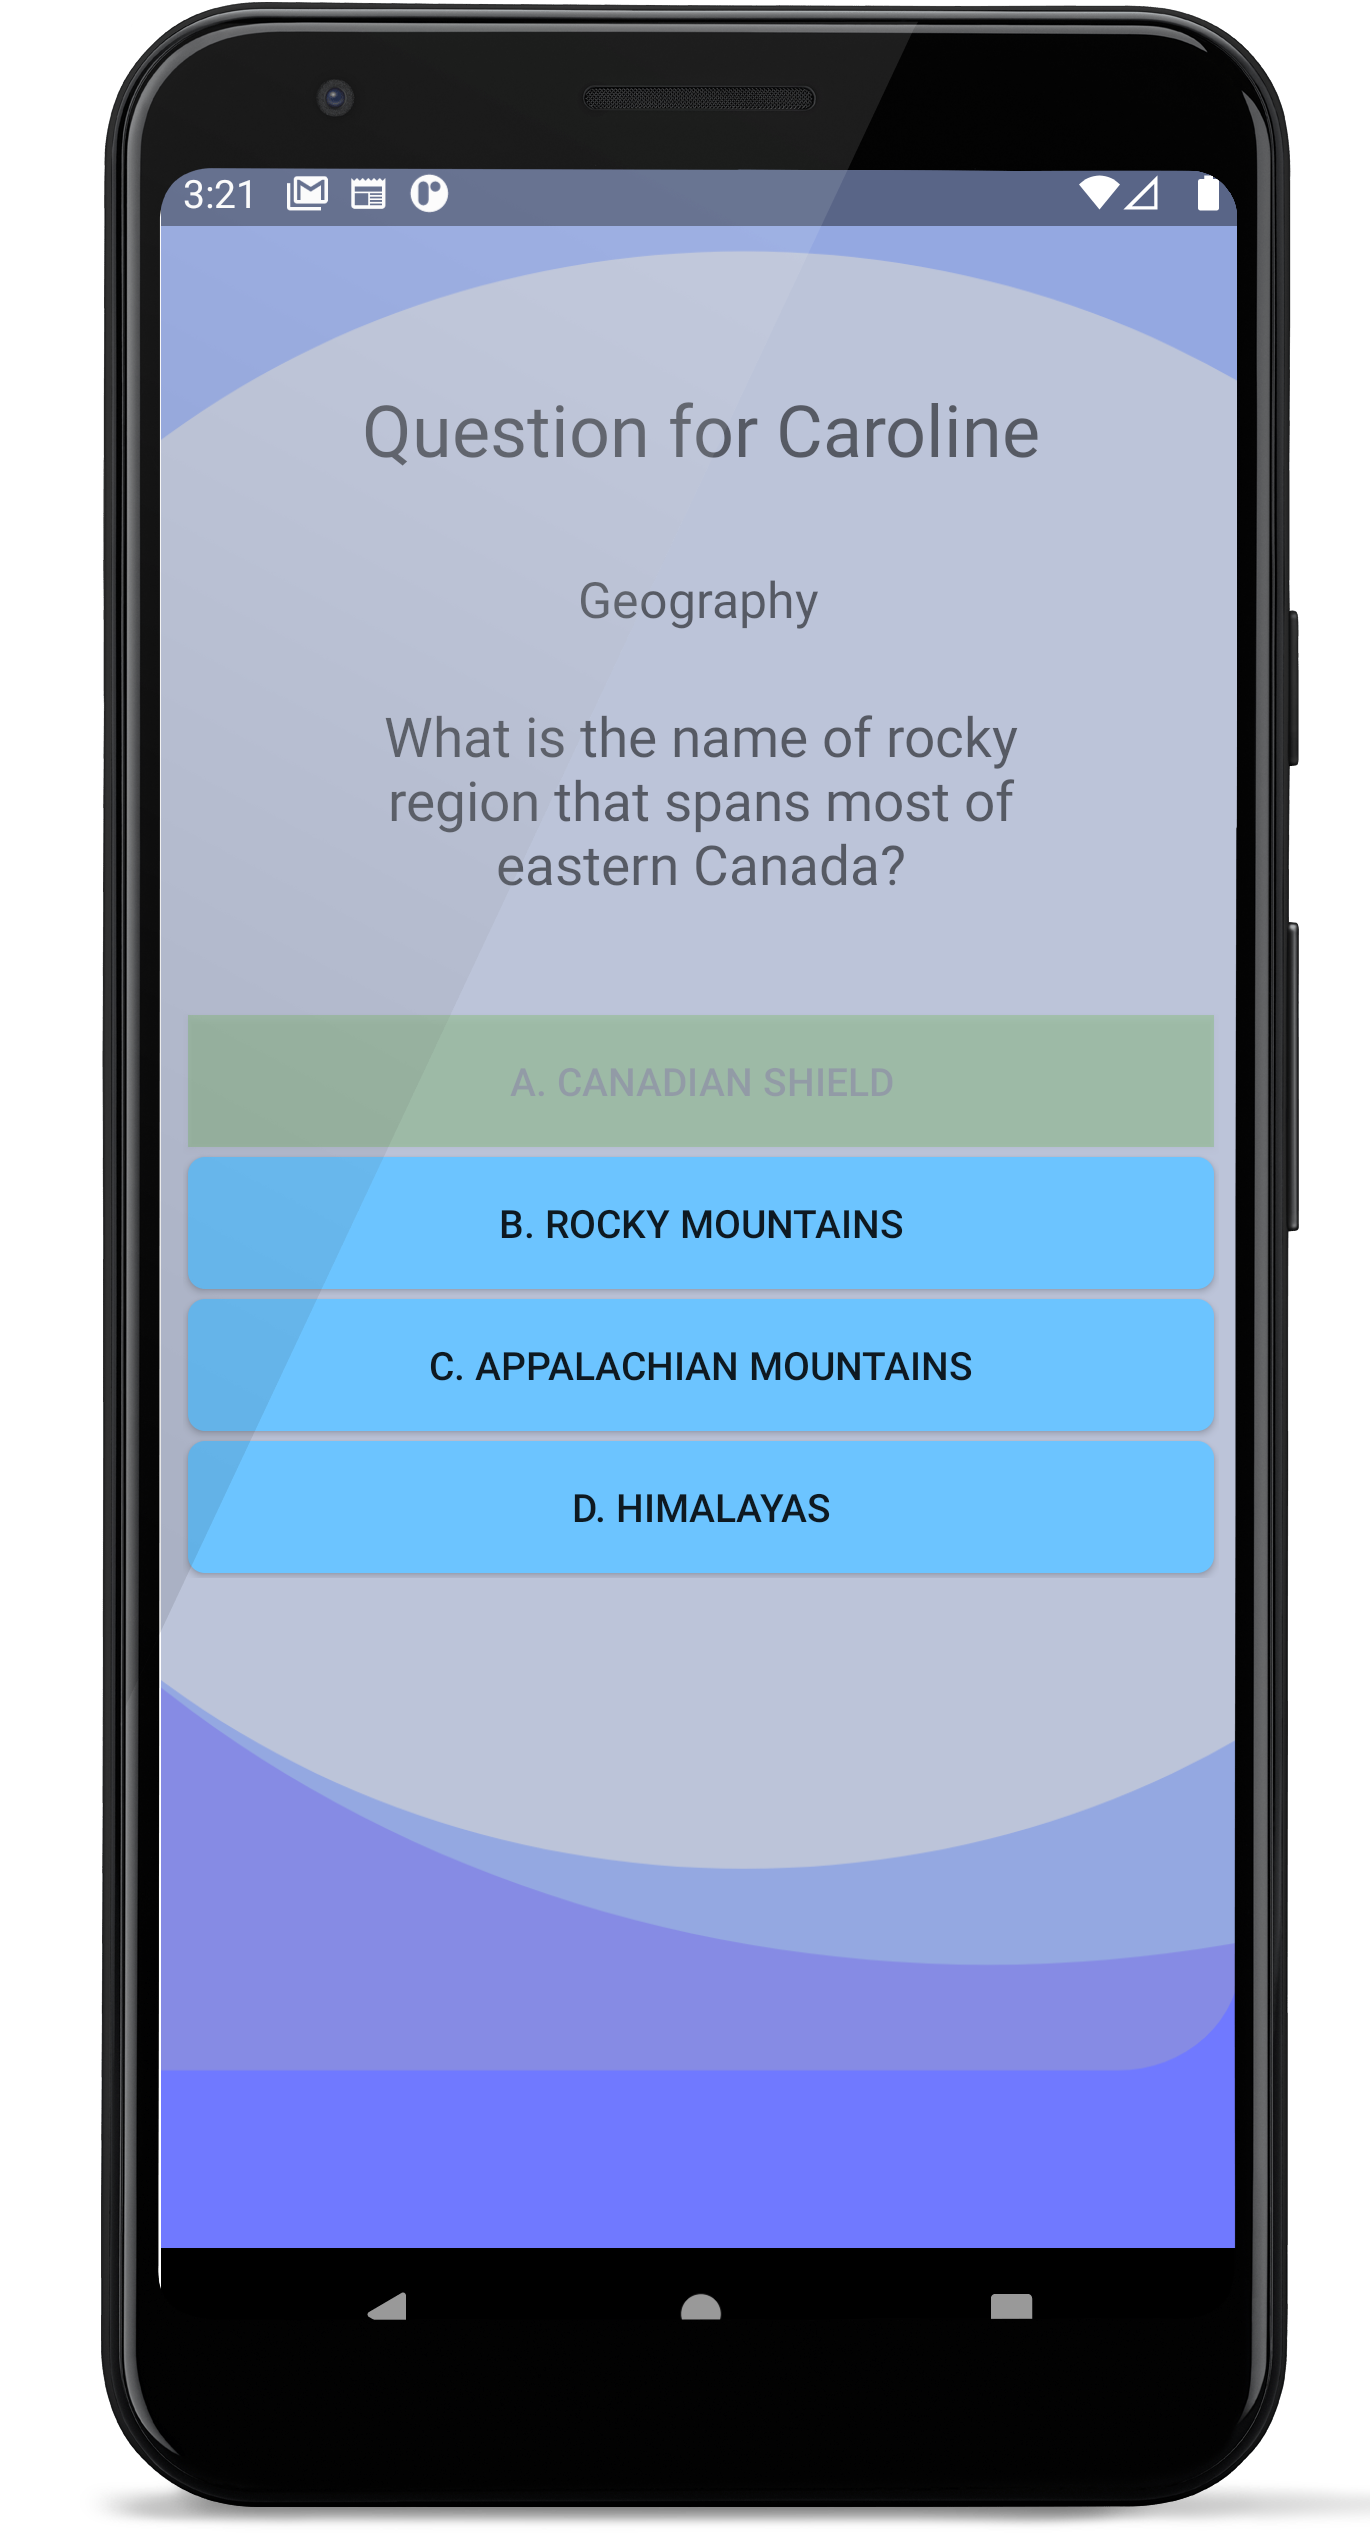 3:21
Question for Caroline
Geography
What is the name of rocky
region that spans most of
eastern Canada?
A. CANADIAN SHIELD
B. ROCKY MOUNTAINS
C. APPALACHIAN MOUNTAINS
D. HIMALAYAS